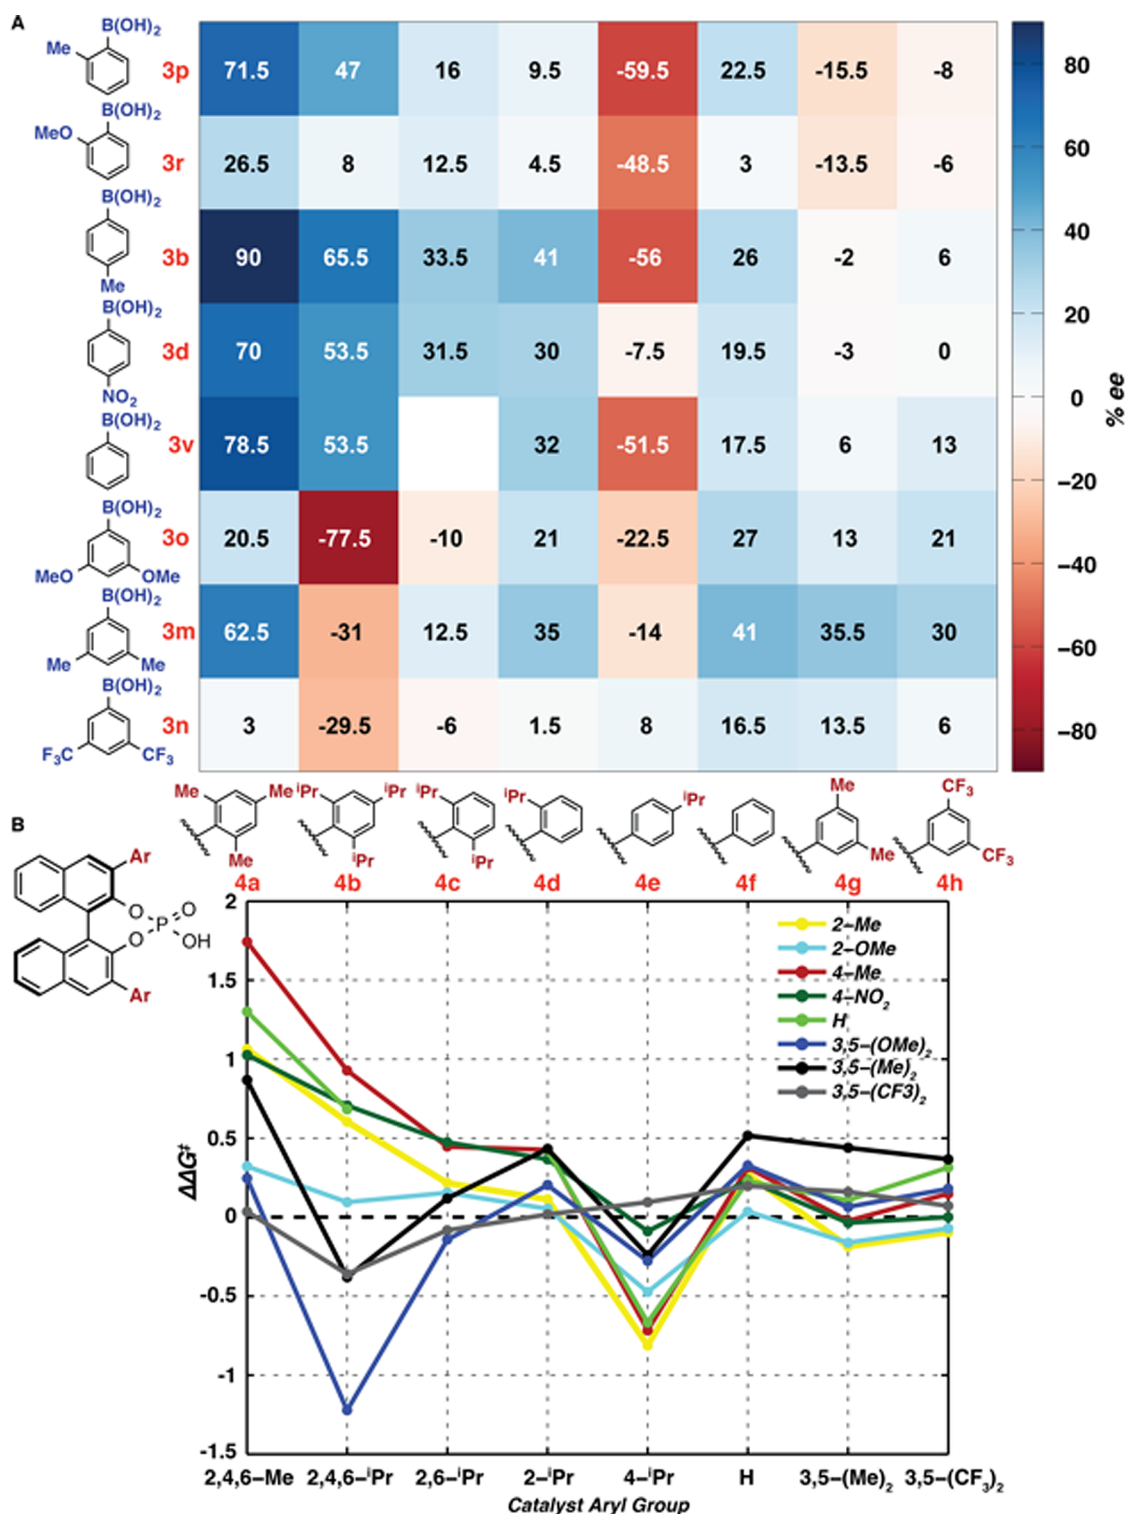 A
B(OH)2
Me
3p
71.5 47 16 9.5 -59.5 22.5 -15.5 -8
B(OH)2
MeO
3r
26.5 8 12.5 4.5 -48.5 3 -13.5 -6
B(OH)2
3b
90 65.5 33.5 41 -56 26 -2 6
Me
B(OH)2
3d
70 53.5 31.5 30 -7.5 19.5 -3 0
NO2
B(OH)2
3v
78.5 53.5 32 -51.5 17.5 6 13
B(OH)2
3o
20.5 -77.5 -10 21 -22.5 27 13 21
MeO OMe
B(OH)2
3m
62.5 -31 12.5 35 -14 41 35.5 30
Me Me
B(OH)2
3n
3 -29.5 -6 1.5 8 16.5 13.5 6
F3C CF3
80
60
40
20
0
−20
−40
−60
−80
% ee
B
Me Me Me
iPr iPr iPr
iPr iPr
iPr
iPr
Me Me
CF3 CF3
4a 4b 4c 4d 4e 4f 4g 4h
Ar
O
P
O
O
OH
Ar
2
1.5
1
0.5
0
-0.5
-1
-1.5
ΔΔG‡
2−Me
2−OMe
4−Me
4−NO2
H
3,5−(OMe)2
3,5−(Me)2
3,5−(CF3)2
2,4,6−Me 2,4,6−iPr 2,6−iPr 2−iPr 4−iPr H 3,5−(Me)2 3,5−(CF3)2
Catalyst Aryl Group